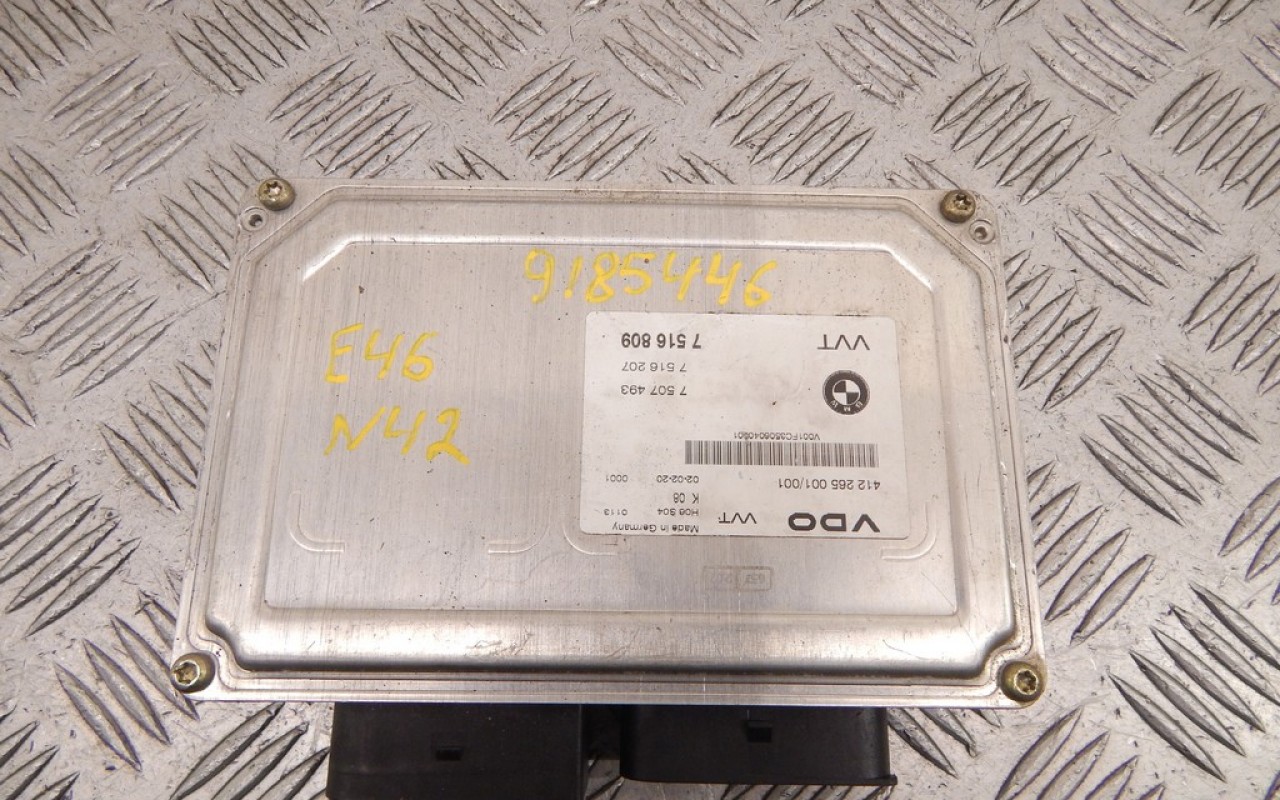 9185446
E46
N42
VDO VVT Made in Germany
H06 S04 0113
K 08
412 265 001/001 02-02-20 0001
7 507 493
7 516 207
VVT 7 516 809
BMW